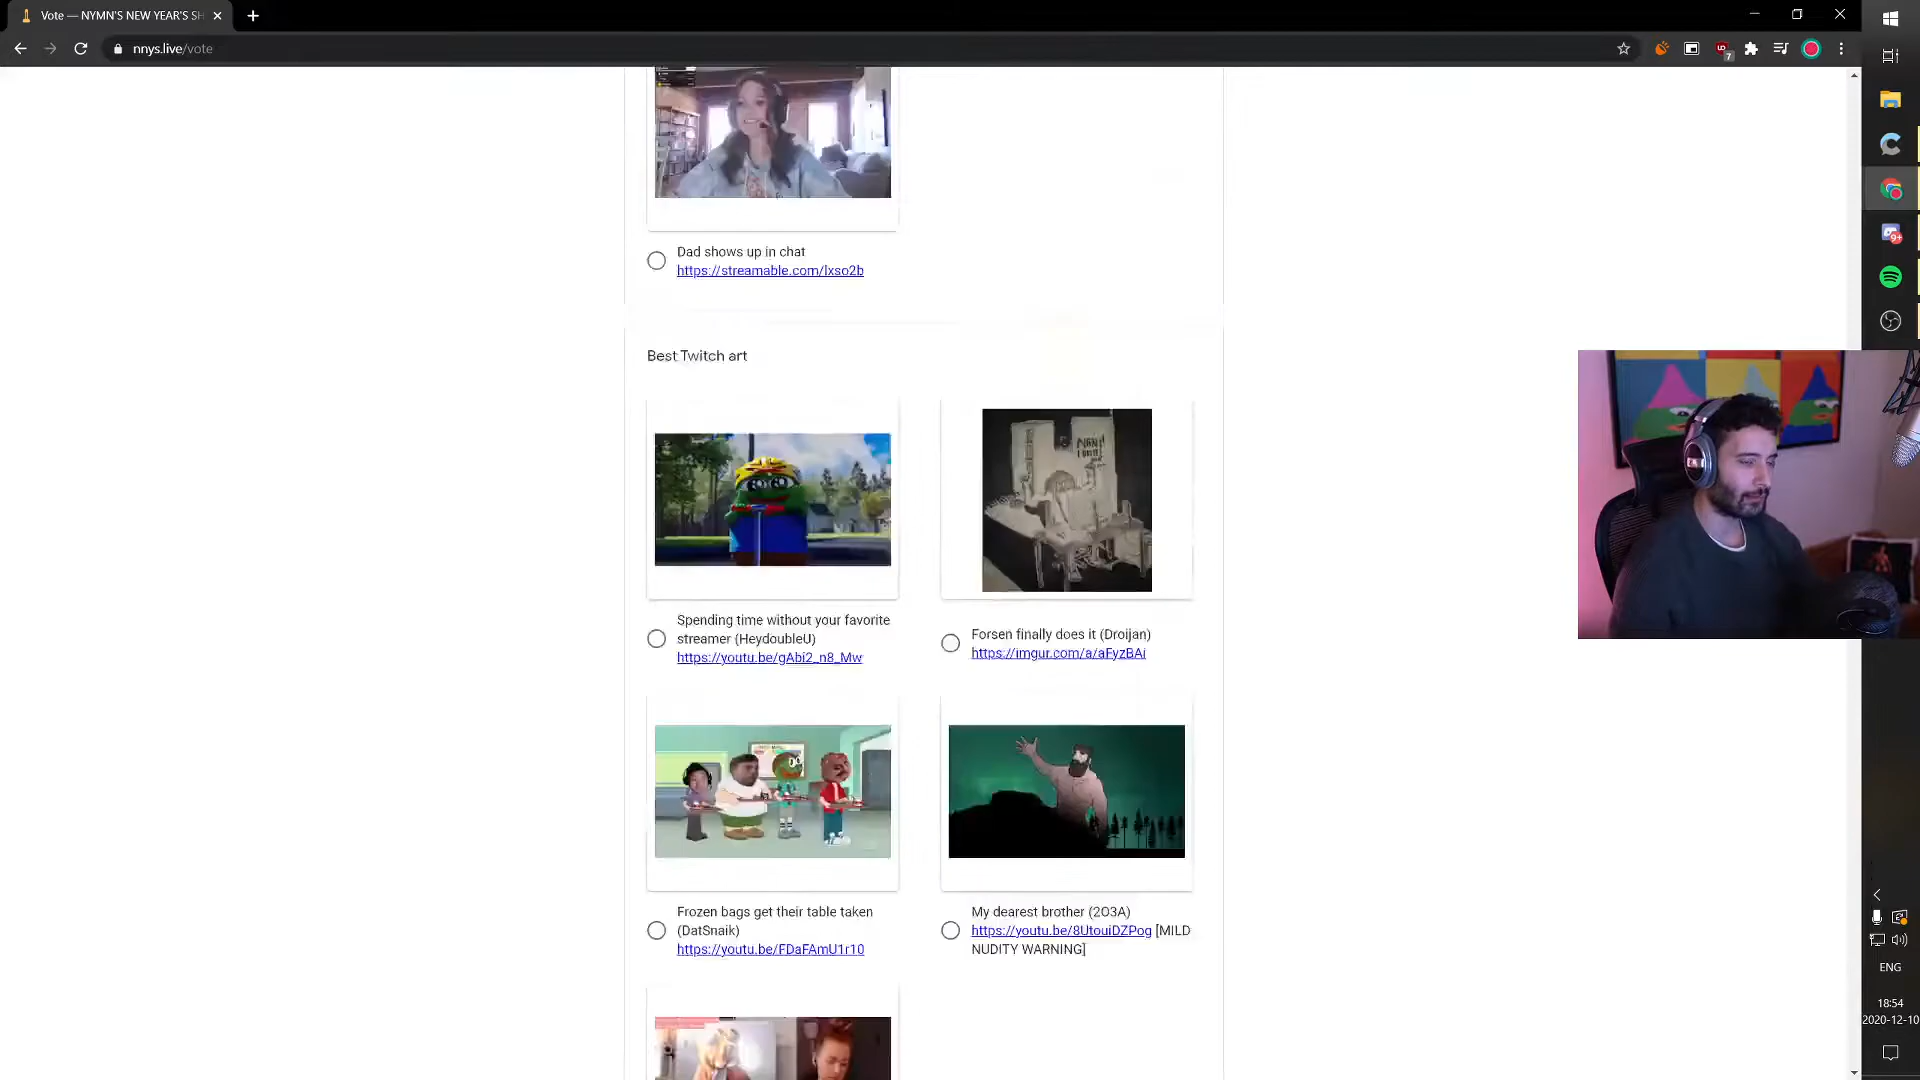 Vote — NYMN'S NEW YEAR'S SH
nnys.live/vote
7
Dad shows up in chat
https://streamable.com/lxso2b
Best Twitch art
Spending time without your favorite
streamer (HeydoubleU)
https://youtu.be/gAbi2_n8_Mw
Forsen finally does it (Droijan)
https://imgur.com/a/aFyzBAi
Frozen bags get their table taken
(DatSnaik)
https://youtu.be/FDaFAmU1r10
My dearest brother (2O3A)
https://youtu.be/8UtouiDZPog [MILD
NUDITY WARNING]
9+
ENG
18:54
2020-12-10